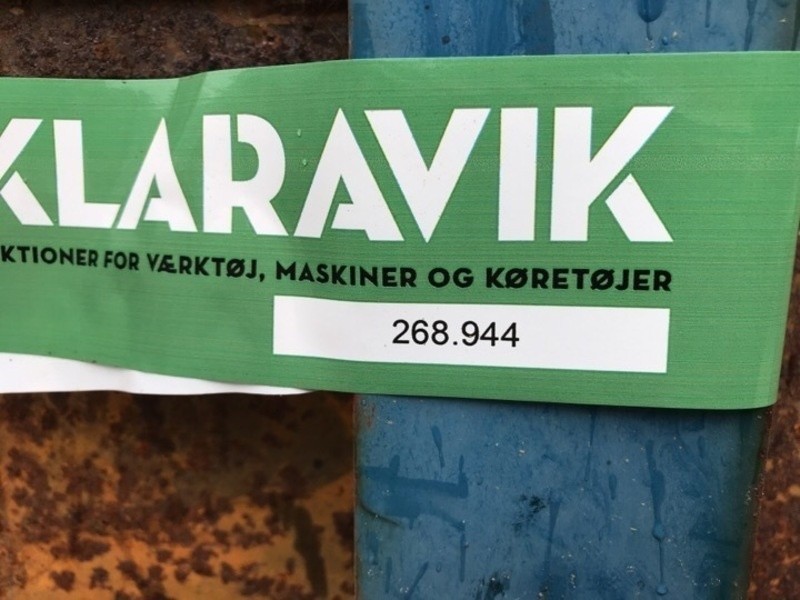 KLARAVIK
KTIONER FOR VÆRKTØJ, MASKINER OG KØRETØJER
268.944